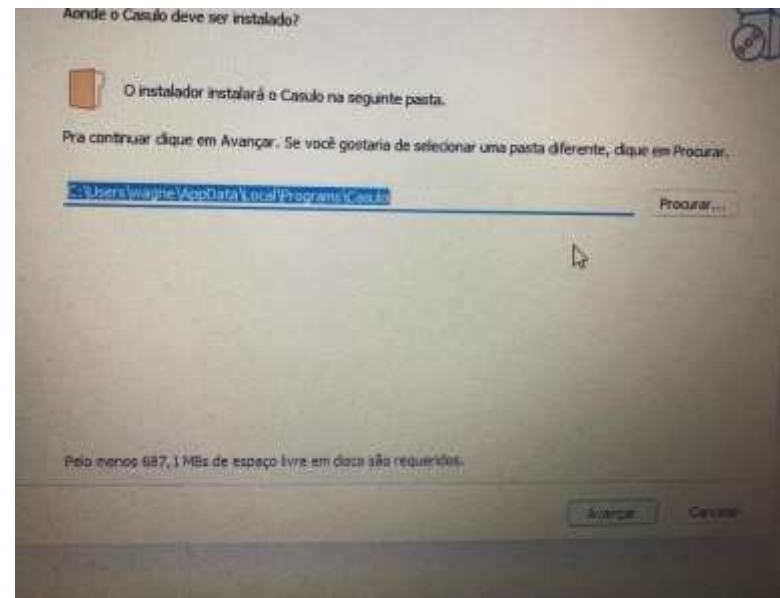 Aonde o Casulo deve ser instalado?
O instalador instalará o Casulo na seguinte pasta.
Pra continuar clique em Avançar. Se você gostaria de selecionar uma pasta diferente, clique em Procurar.
C:\Users\wagne\AppData\Local\Programs\Casulo
Procurar...
Pelo menos 687,1 MBs de espaço livre em disco são requeridos.
Avançar
Cancelar